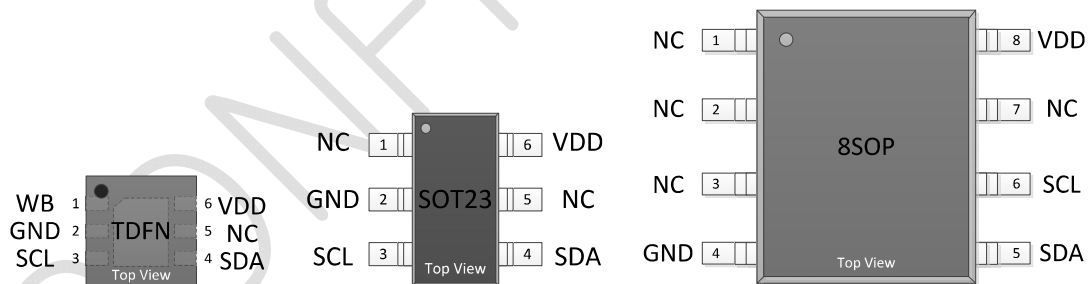 WB 1 6 VDD
GND 2 TDFN 5 NC
SCL 3 4 SDA
Top View
NC 1 6 VDD
GND 2 SOT23 5 NC
SCL 3 4 SDA
Top View
NC 1 8 VDD
NC 2 7 NC
8SOP
NC 3 6 SCL
GND 4 5 SDA
Top View